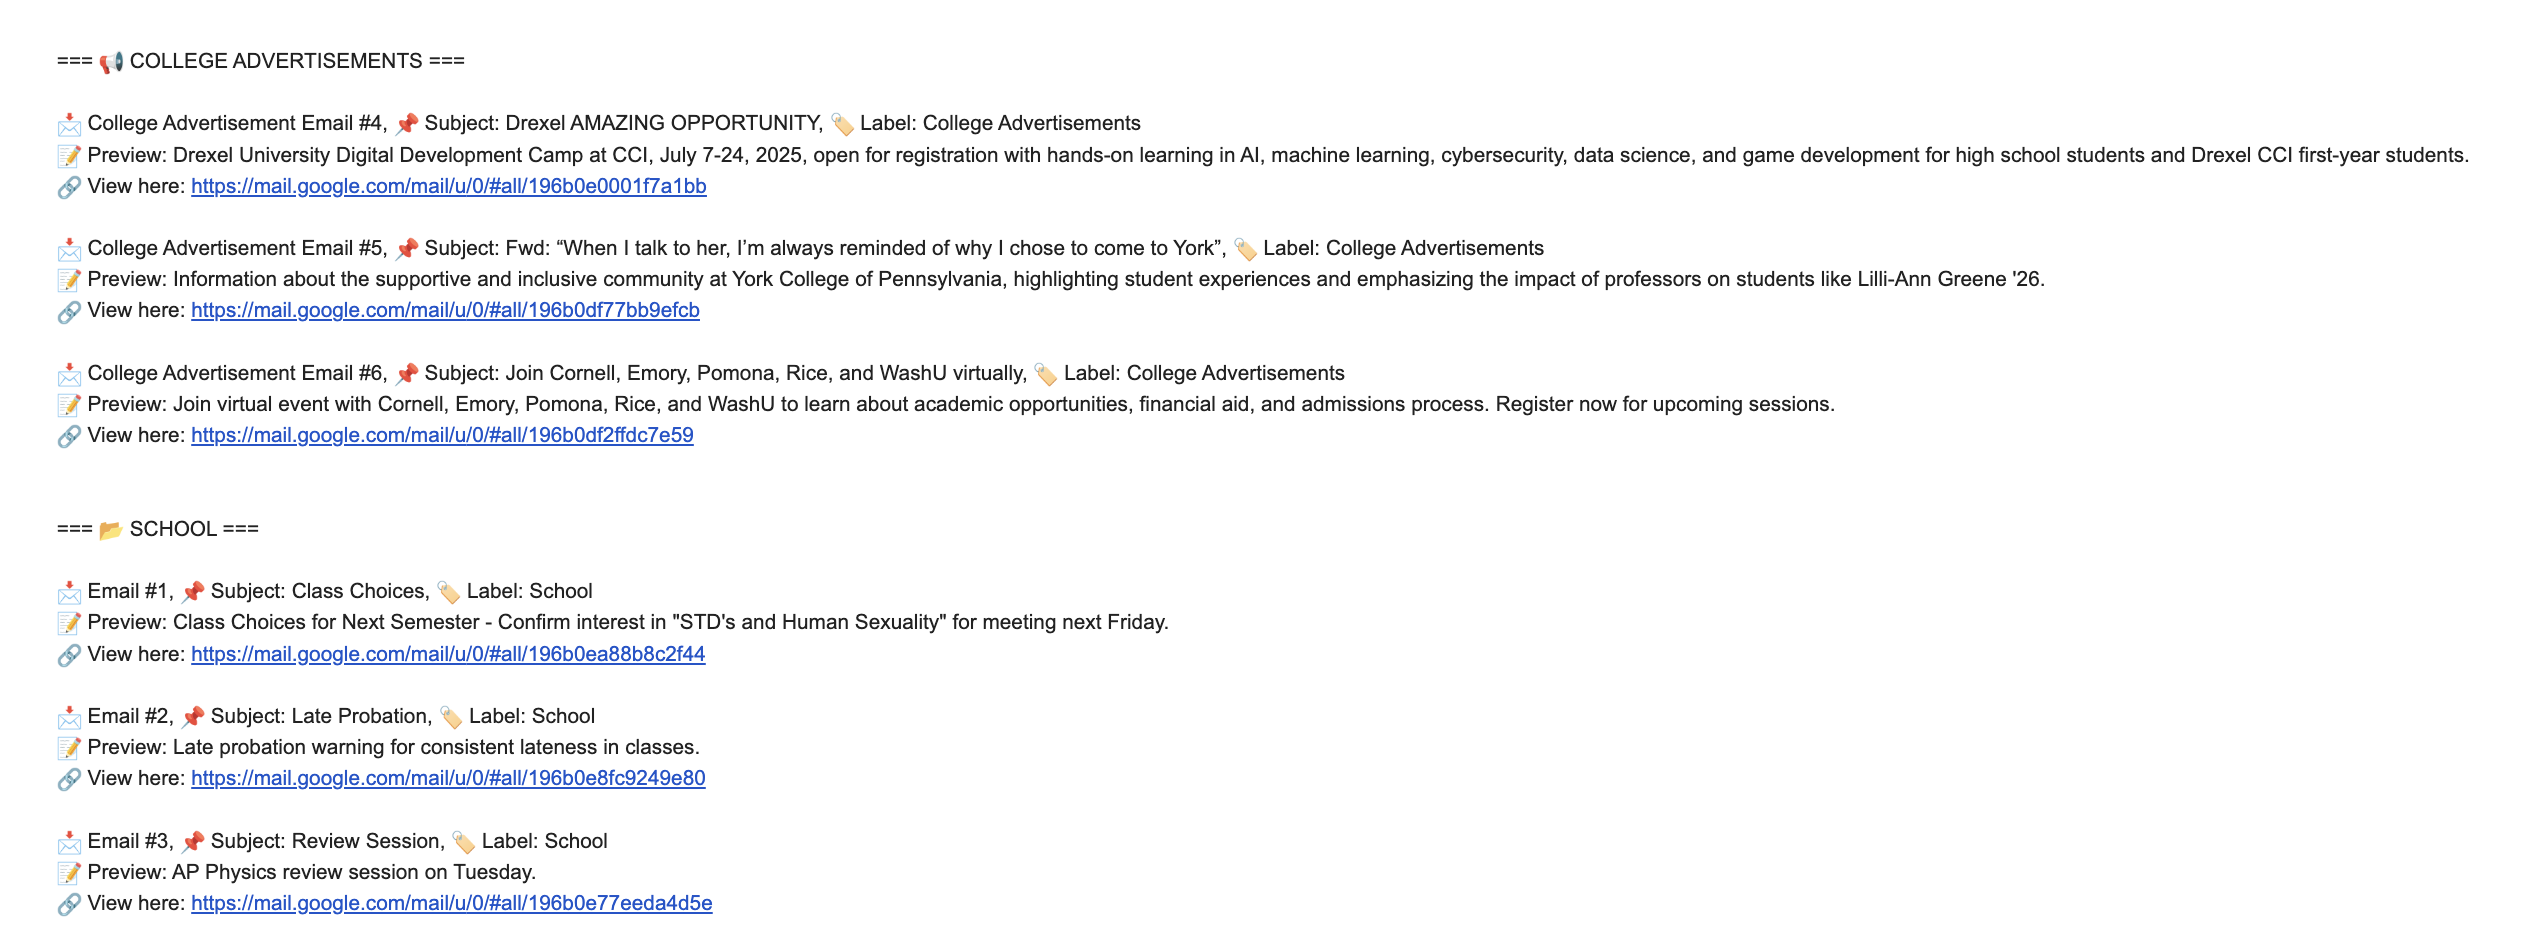 === 📢 COLLEGE ADVERTISEMENTS ===
📩 College Advertisement Email #4, 📌 Subject: Drexel AMAZING OPPORTUNITY, 🏷️ Label: College Advertisements
📝 Preview: Drexel University Digital Development Camp at CCI, July 7-24, 2025, open for registration with hands-on learning in AI, machine learning, cybersecurity, data science, and game development for high school students and Drexel CCI first-year students.
🔗 View here: https://mail.google.com/mail/u/0/#all/196b0e0001f7a1bb
📩 College Advertisement Email #5, 📌 Subject: Fwd: “When I talk to her, I’m always reminded of why I chose to come to York”, 🏷️ Label: College Advertisements
📝 Preview: Information about the supportive and inclusive community at York College of Pennsylvania, highlighting student experiences and emphasizing the impact of professors on students like Lilli-Ann Greene '26.
🔗 View here: https://mail.google.com/mail/u/0/#all/196b0df77bb9efcb
📩 College Advertisement Email #6, 📌 Subject: Join Cornell, Emory, Pomona, Rice, and WashU virtually, 🏷️ Label: College Advertisements
📝 Preview: Join virtual event with Cornell, Emory, Pomona, Rice, and WashU to learn about academic opportunities, financial aid, and admissions process. Register now for upcoming sessions.
🔗 View here: https://mail.google.com/mail/u/0/#all/196b0df2ffdc7e59
=== 📂 SCHOOL ===
📩 Email #1, 📌 Subject: Class Choices, 🏷️ Label: School
📝 Preview: Class Choices for Next Semester - Confirm interest in "STD's and Human Sexuality" for meeting next Friday.
🔗 View here: https://mail.google.com/mail/u/0/#all/196b0ea88b8c2f44
📩 Email #2, 📌 Subject: Late Probation, 🏷️ Label: School
📝 Preview: Late probation warning for consistent lateness in classes.
🔗 View here: https://mail.google.com/mail/u/0/#all/196b0e8fc9249e80
📩 Email #3, 📌 Subject: Review Session, 🏷️ Label: School
📝 Preview: AP Physics review session on Tuesday.
🔗 View here: https://mail.google.com/mail/u/0/#all/196b0e77eeda4d5e